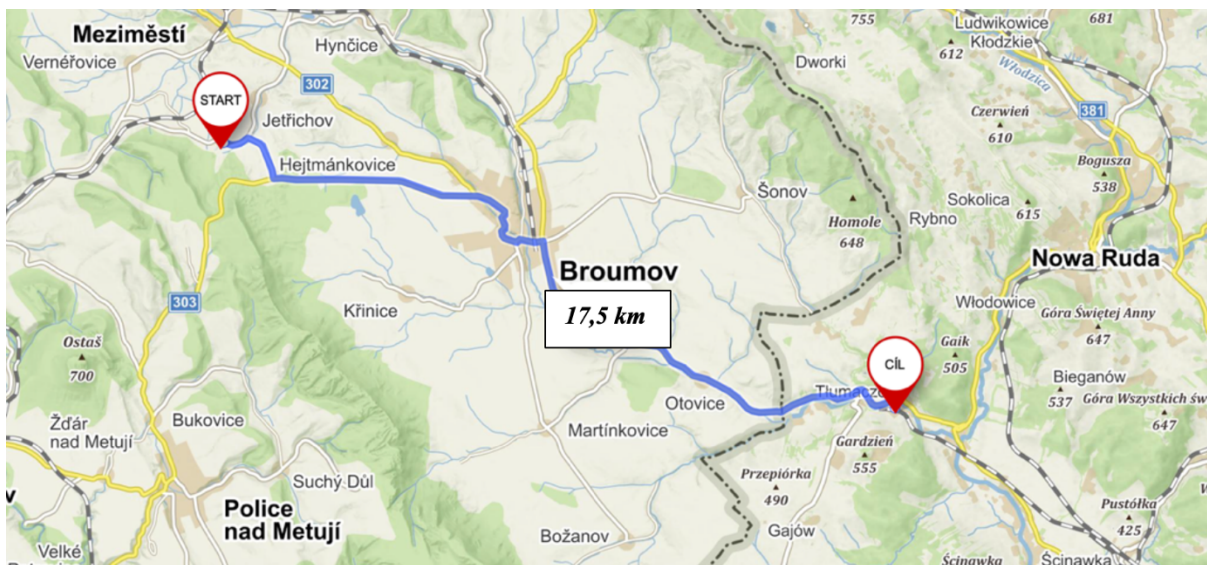 Meziměstí
Vernéřovice
Hynčice
302
START
Jetřichov
Hejtmánkovice
755
Dworki
Ludwikowice
Kłodzkie
612
681
Włodzica
381
Czerwień
610
Bogusza
538
Šonov
Homole
648
Rybno
Sokolica
615
Nowa Ruda
Broumov
17,5 km
Křinice
303
Ostaš
700
Włodowice
Góra Świętej Anny
647
Gaik
505
CÍL
Bieganów
537
Góra Wszystkich św
647
Otovice
Martínkovice
Bukovice
Žďár
nad Metují
Suchý Důl
Police
nad Metují
Gardzień
555
Przepiórka
490
Gajów
Božanov
Pustółka
425
v
Velké
Ścinawka
Ścinawka